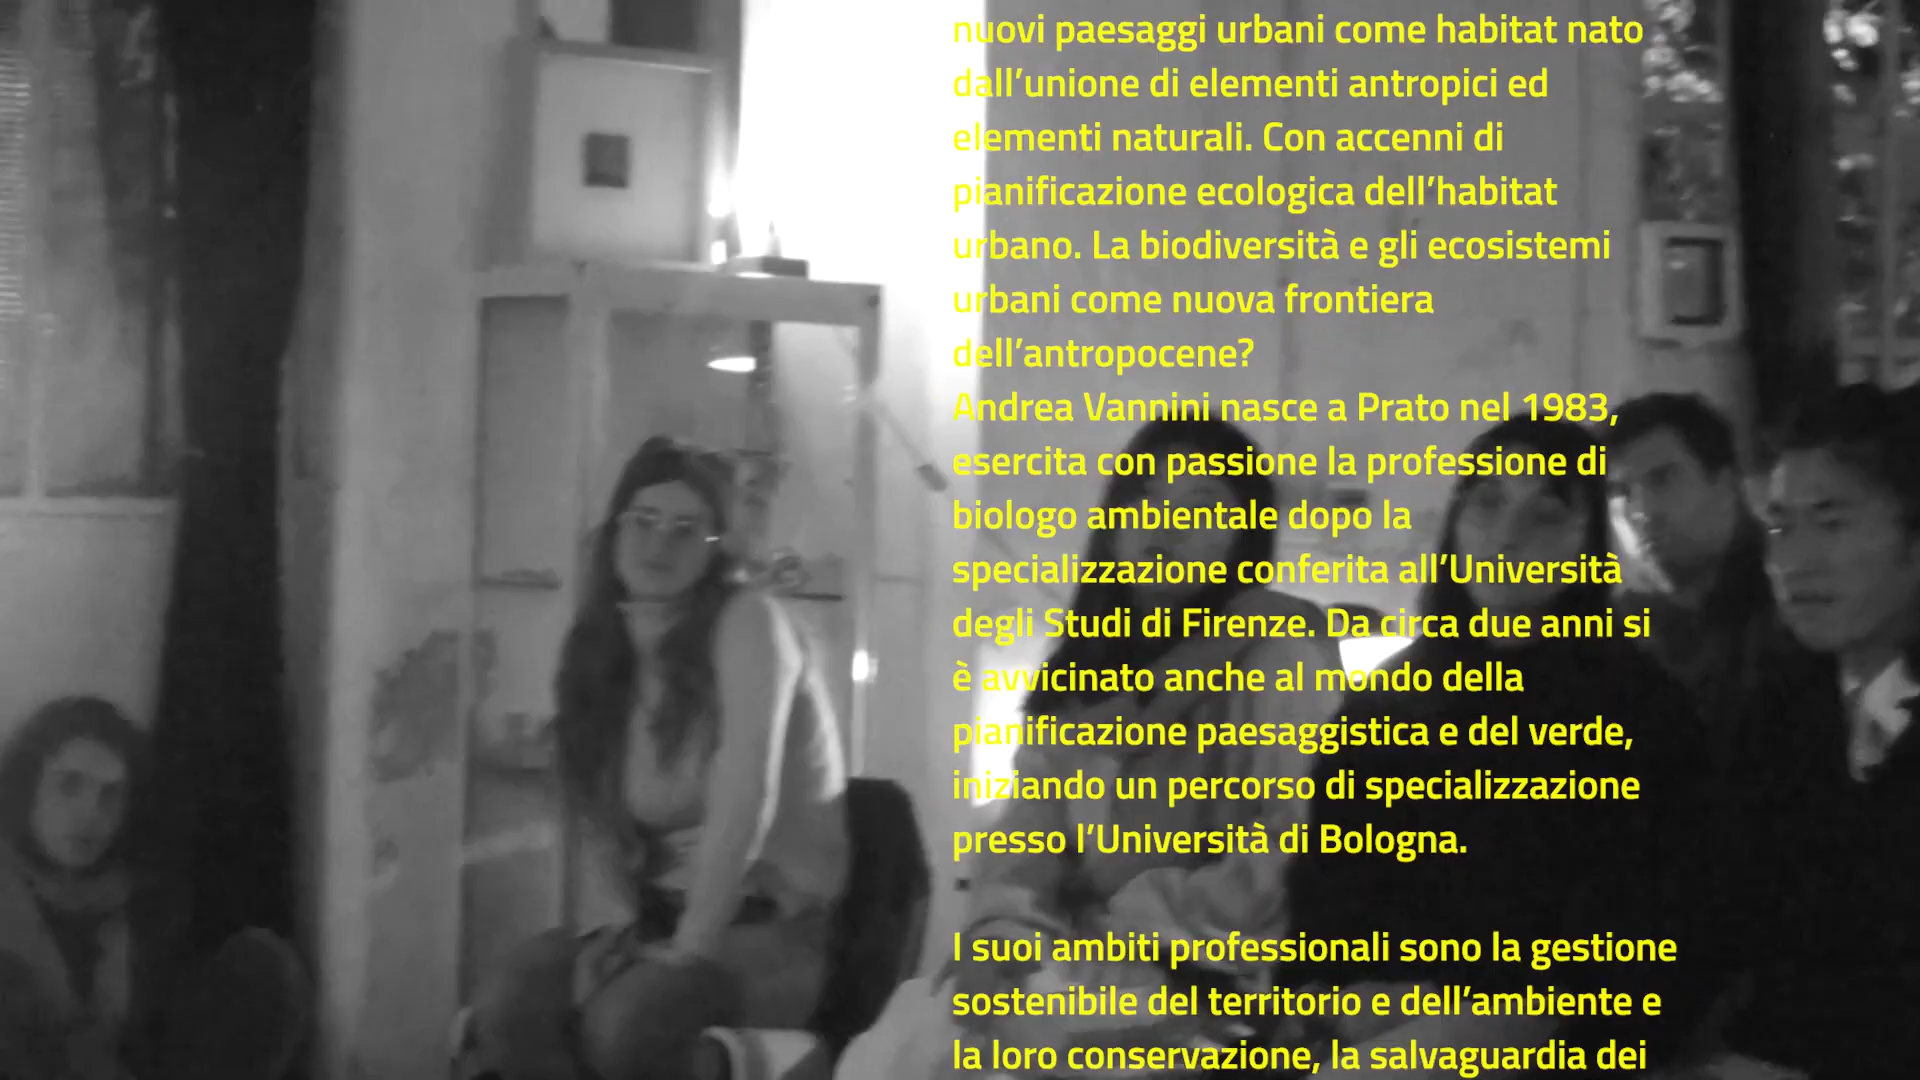 nuovi paesaggi urbani come habitat nato
dall’unione di elementi antropici ed
elementi naturali. Con accenni di
pianificazione ecologica dell’habitat
urbano. La biodiversità e gli ecosistemi
urbani come nuova frontiera
dell’antropocene?
Andrea Vannini nasce a Prato nel 1983,
esercita con passione la professione di
biologo ambientale dopo la
specializzazione conferita all’Università
degli Studi di Firenze. Da circa due anni si
è avvicinato anche al mondo della
pianificazione paesaggistica e del verde,
iniziando un percorso di specializzazione
presso l’Università di Bologna.
I suoi ambiti professionali sono la gestione
sostenibile del territorio e dell’ambiente e
la loro conservazione, la salvaguardia dei